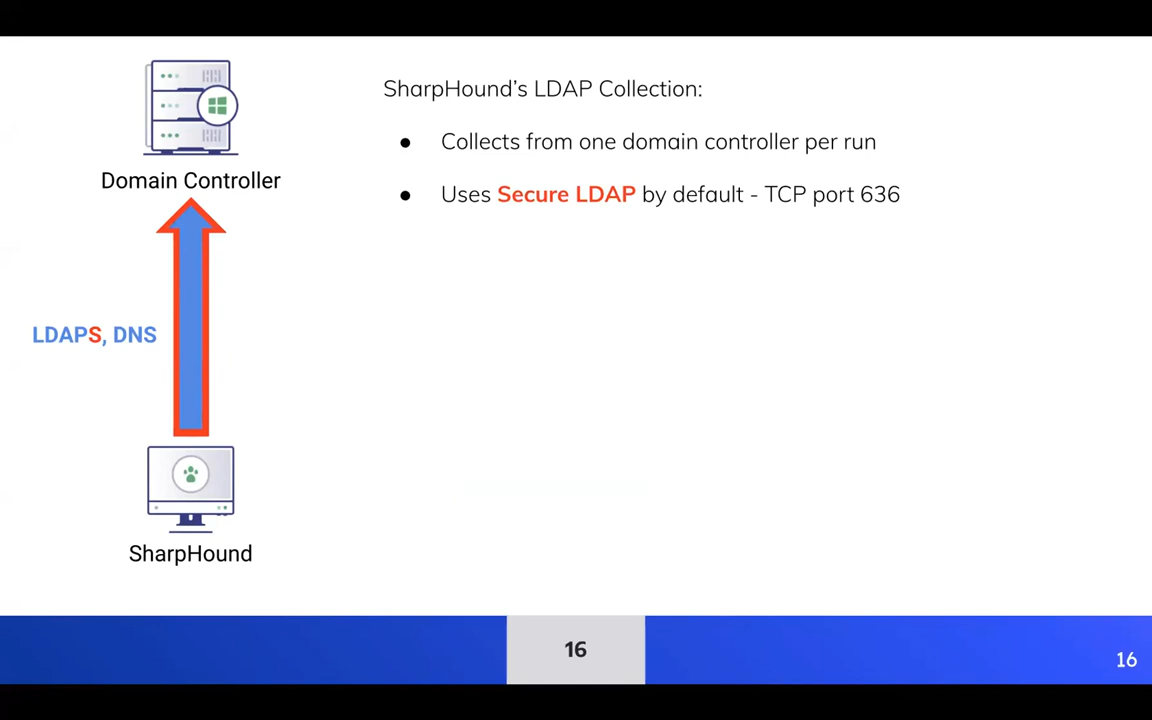 SharpHound's LDAP Collection:
● Collects from one domain controller per run
Domain Controller
● Uses Secure LDAP by default - TCP port 636
LDAPS, DNS
SharpHound
16
16